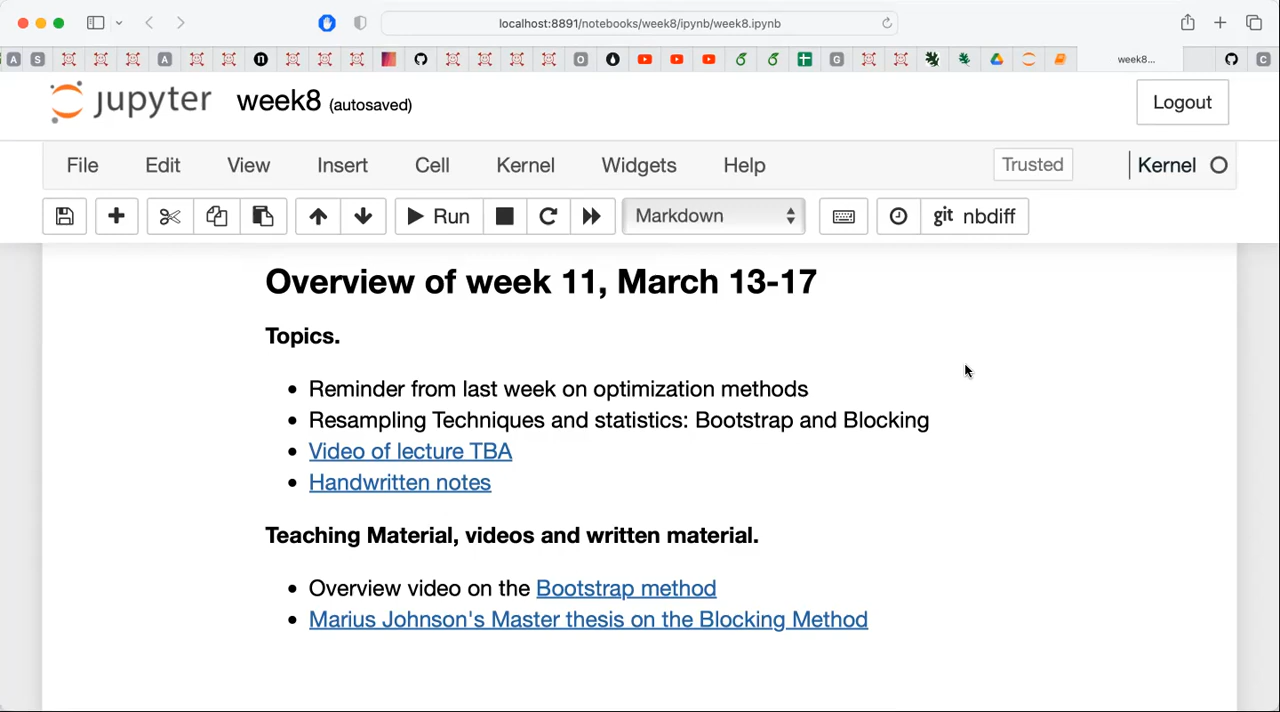 localhost:8891/notebooks/week8/ipynb/week8.ipynb
A S A n O G week8... C
jupyter week8 (autosaved) Logout
File Edit View Insert Cell Kernel Widgets Help Trusted Kernel
Run Markdown git nbdiff
Overview of week 11, March 13-17
Topics.
• Reminder from last week on optimization methods
• Resampling Techniques and statistics: Bootstrap and Blocking
• Video of lecture TBA
• Handwritten notes
Teaching Material, videos and written material.
• Overview video on the Bootstrap method
• Marius Johnson's Master thesis on the Blocking Method